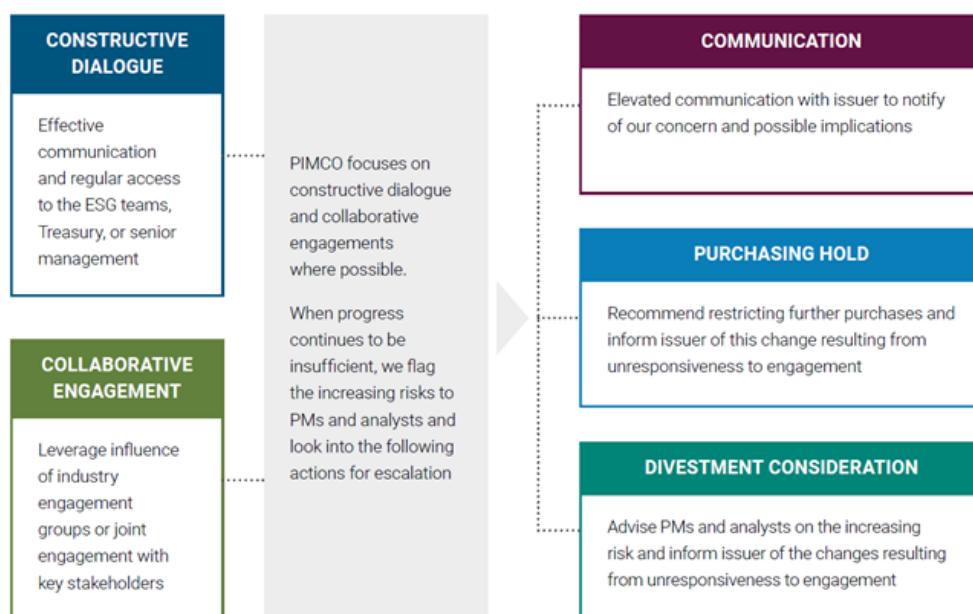 CONSTRUCTIVE
DIALOGUE
Effective
communication
and regular access
to the ESG teams,
Treasury, or senior
management
COLLABORATIVE
ENGAGEMENT
Leverage influence
of industry
engagement
groups or joint
engagement with
key stakeholders
PIMCO focuses on
constructive dialogue
and collaborative
engagements
where possible.
When progress
continues to be
insufficient, we flag
the increasing risks to
PMs and analysts and
look into the following
actions for escalation
COMMUNICATION
Elevated communication with issuer to notify
of our concern and possible implications
PURCHASING HOLD
Recommend restricting further purchases and
inform issuer of this change resulting from
unresponsiveness to engagement
DIVESTMENT CONSIDERATION
Advise PMs and analysts on the increasing
risk and inform issuer of the changes resulting
from unresponsiveness to engagement